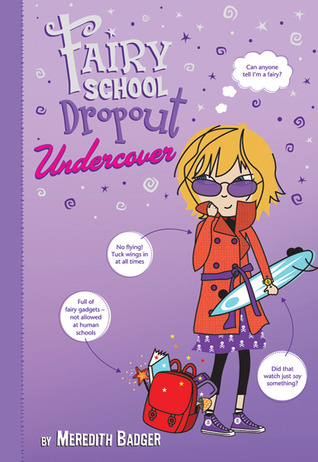 FAIRY
SCHOOL
Dropout
Undercover
Can anyone
tell I'm a fairy?
No flying!
Tuck wings in
at all times
Full of
fairy gadgets –
not allowed
at human
schools
Did that
watch just say
something?
BY MEREDITH BADGER